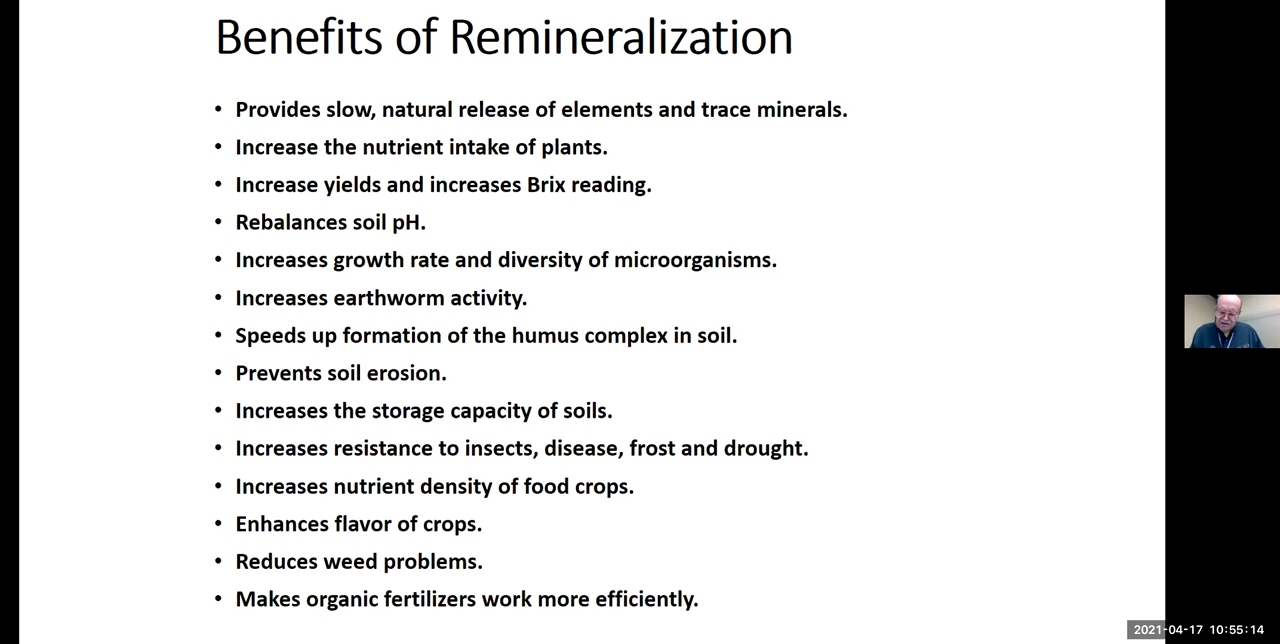 Benefits of Remineralization
• Provides slow, natural release of elements and trace minerals.
• Increase the nutrient intake of plants.
• Increase yields and increases Brix reading.
• Rebalances soil pH.
• Increases growth rate and diversity of microorganisms.
• Increases earthworm activity.
• Speeds up formation of the humus complex in soil.
• Prevents soil erosion.
• Increases the storage capacity of soils.
• Increases resistance to insects, disease, frost and drought.
• Increases nutrient density of food crops.
• Enhances flavor of crops.
• Reduces weed problems.
• Makes organic fertilizers work more efficiently.
2021-04-17 10:55:14